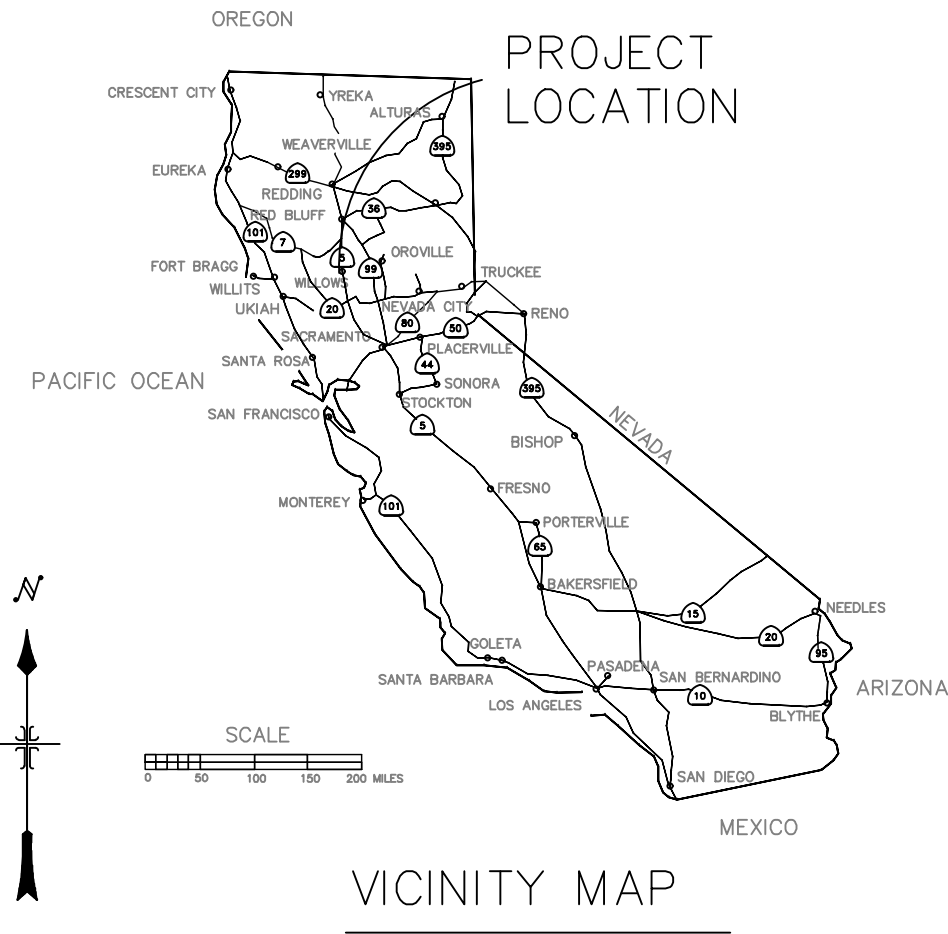 OREGON
PROJECT
LOCATION
CRESCENT CITY
YREKA
ALTURAS
WEAVERVILLE
395
EUREKA
299
REDDING
RED BLUFF
36
101
7
5
99
OROVILLE
FORT BRAGG
WILLITS
WILLOWS
TRUCKEE
UKIAH
20
NEVADA CITY
RENO
80
50
SACRAMENTO
PLACERVILLE
SANTA ROSA
44
PACIFIC OCEAN
SONORA
395
STOCKTON
SAN FRANCISCO
5
NEVADA
BISHOP
FRESNO
MONTEREY
101
PORTERVILLE
65
N
BAKERSFIELD
15
NEEDLES
20
GOLETA
95
PASADENA
SANTA BARBARA
SAN BERNARDINO
10
ARIZONA
LOS ANGELES
BLYTHE
SCALE
0 50 100 150 200 MILES
SAN DIEGO
MEXICO
VICINITY MAP